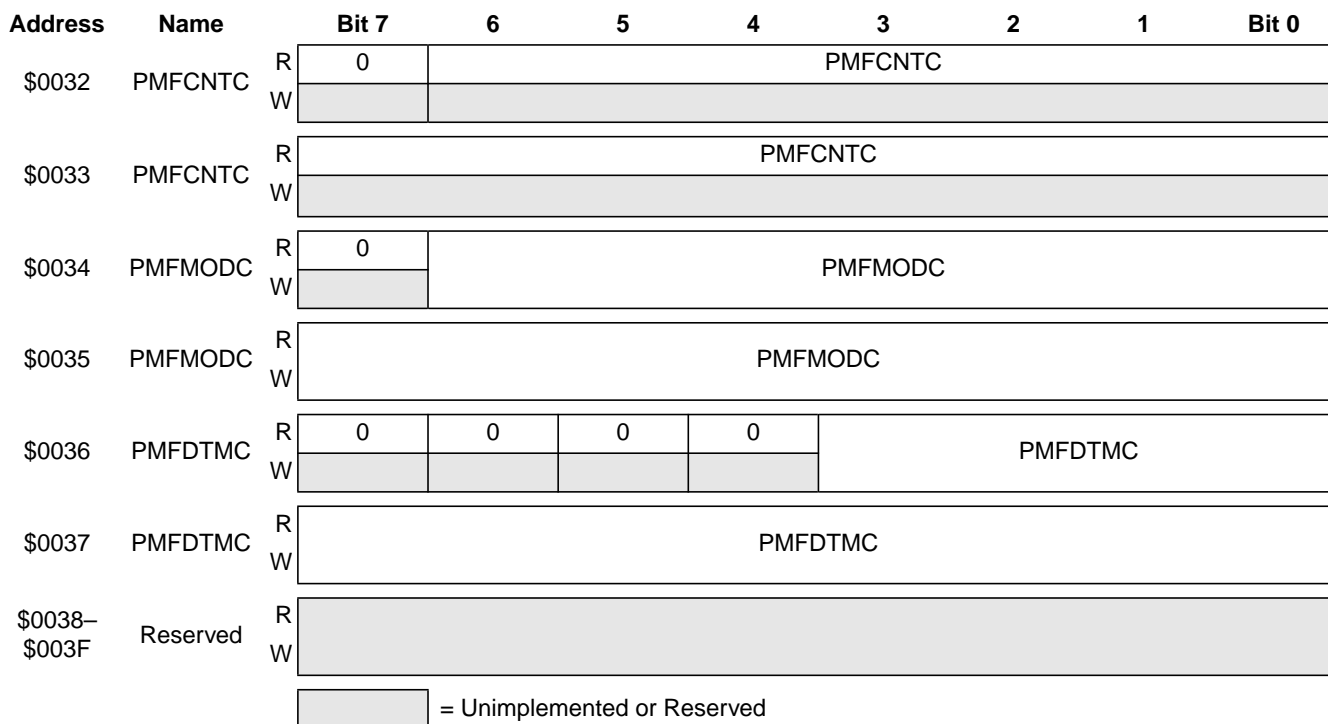 Address Name Bit 7 6 5 4 3 2 1 Bit 0
$0032 PMFCNTC R 0 PMFCNTC
W
$0033 PMFCNTC R PMFCNTC
W
$0034 PMFMODC R 0 PMFMODC
W
$0035 PMFMODC R PMFMODC
W
$0036 PMFDTMC R 0 0 0 0 PMFDTMC
W
$0037 PMFDTMC R PMFDTMC
W
$0038–
$003F Reserved R
W
= Unimplemented or Reserved